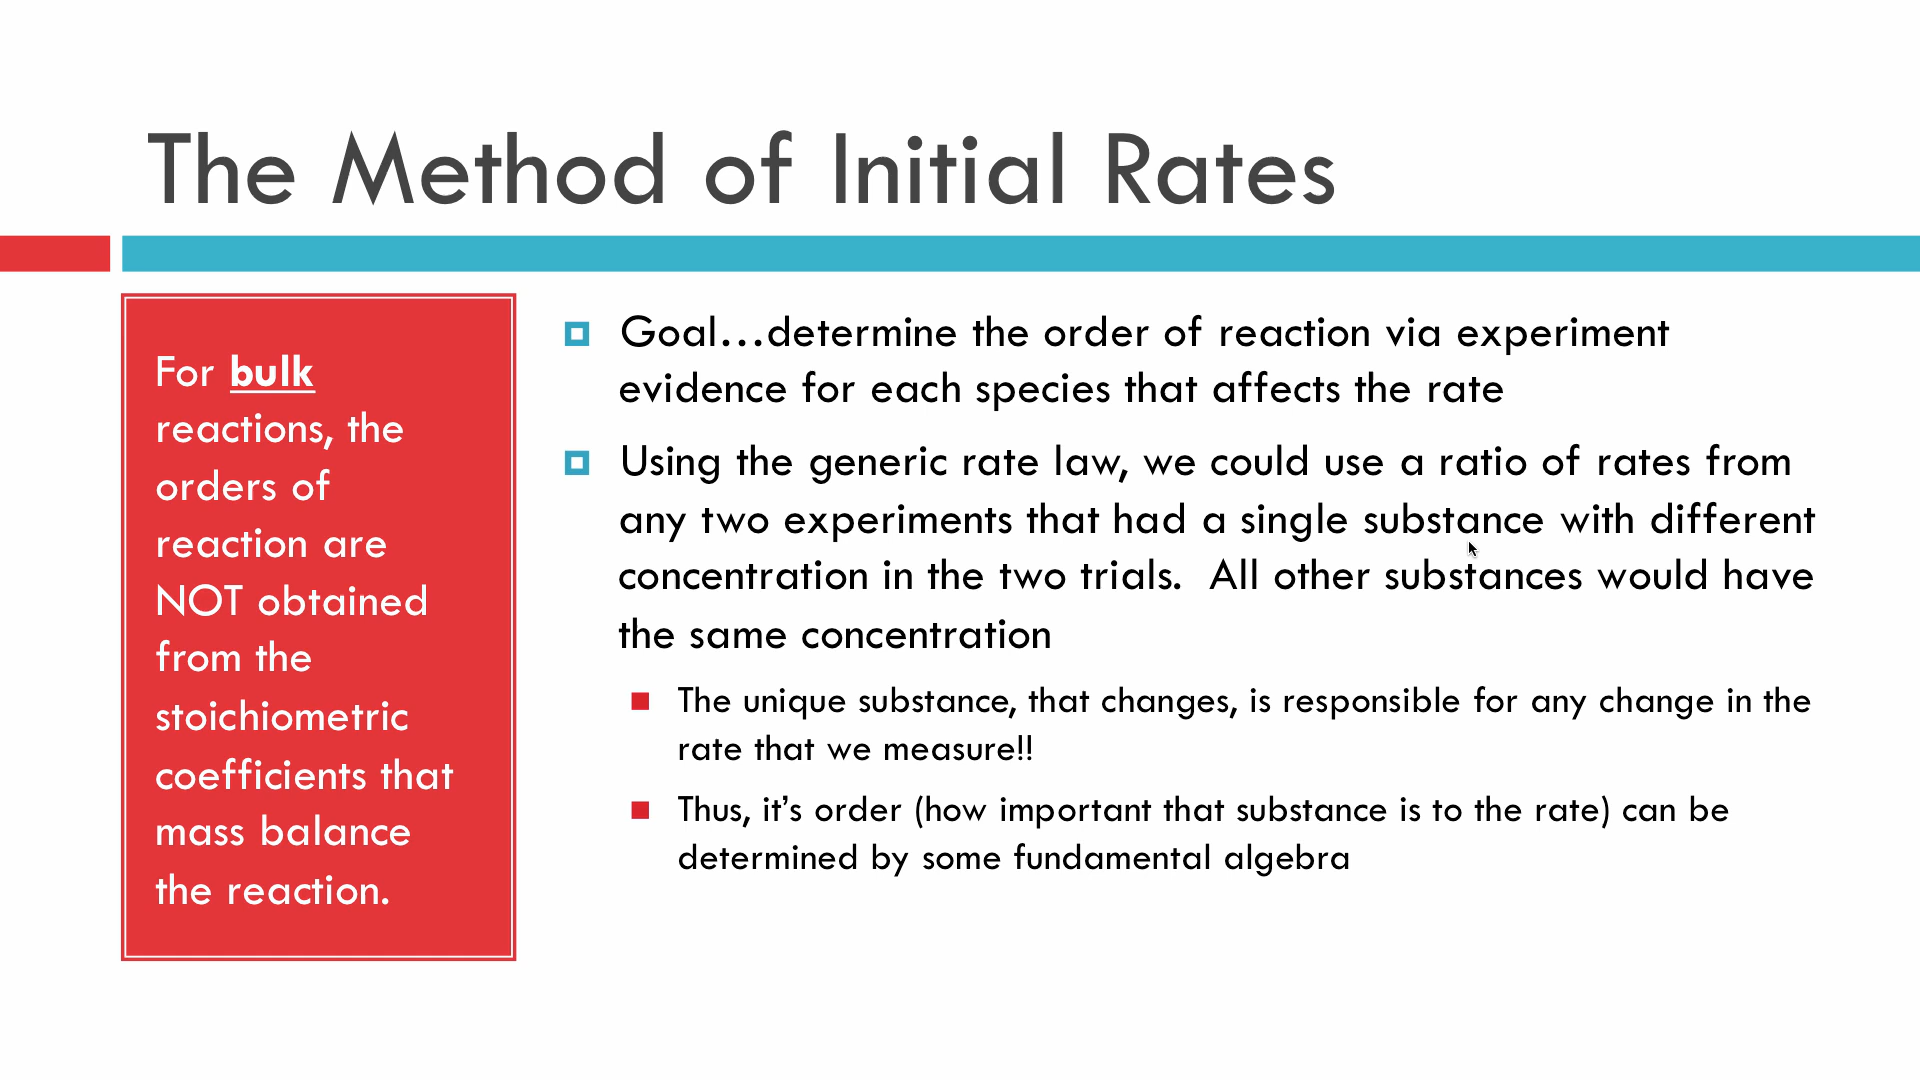 The Method of Initial Rates
For bulk
reactions, the
orders of
reaction are
NOT obtained
from the
stoichiometric
coefficients that
mass balance
the reaction.
Goal…determine the order of reaction via experiment
evidence for each species that affects the rate
Using the generic rate law, we could use a ratio of rates from
any two experiments that had a single substance with different
concentration in the two trials.  All other substances would have
the same concentration
The unique substance, that changes, is responsible for any change in the
rate that we measure!!
Thus, it’s order (how important that substance is to the rate) can be
determined by some fundamental algebra